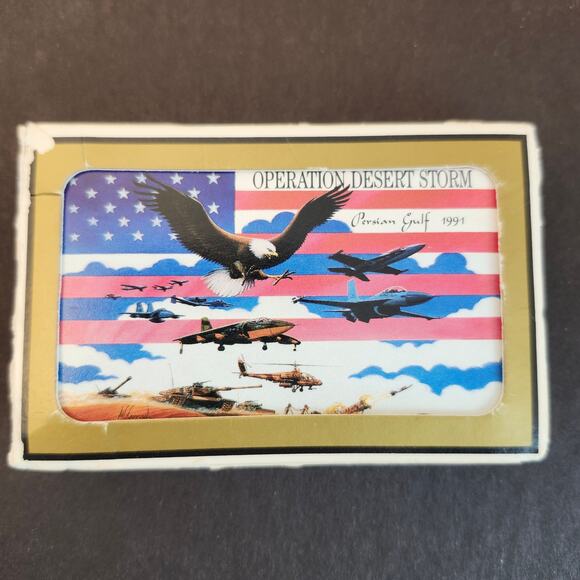 OPERATION DESERT STORM
Persian Gulf 1991